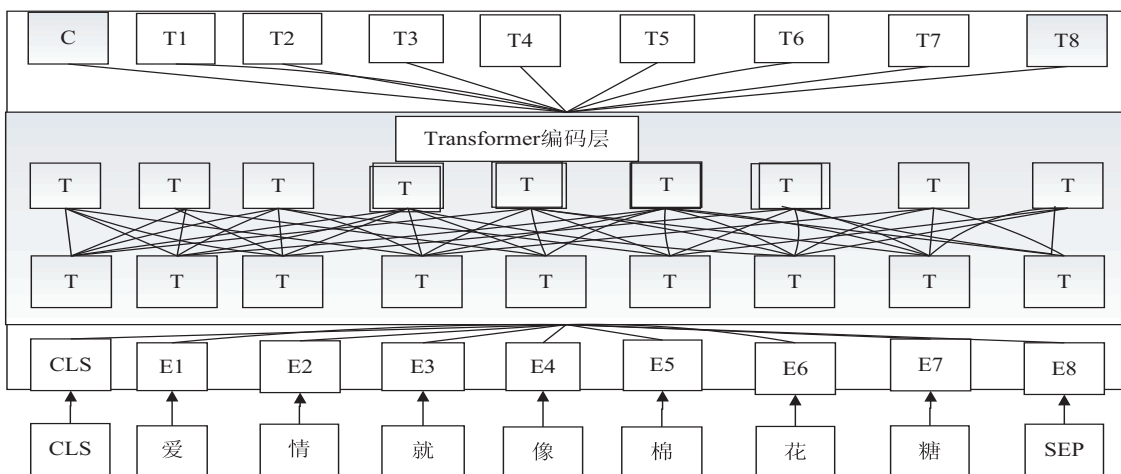 C T1 T2 T3 T4 T5 T6 T7 T8
Transformer编码层
T T T T T T T T T
T T T T T T T T T
CLS E1 E2 E3 E4 E5 E6 E7 E8
CLS 爱 情 就 像 棉 花 糖 SEP